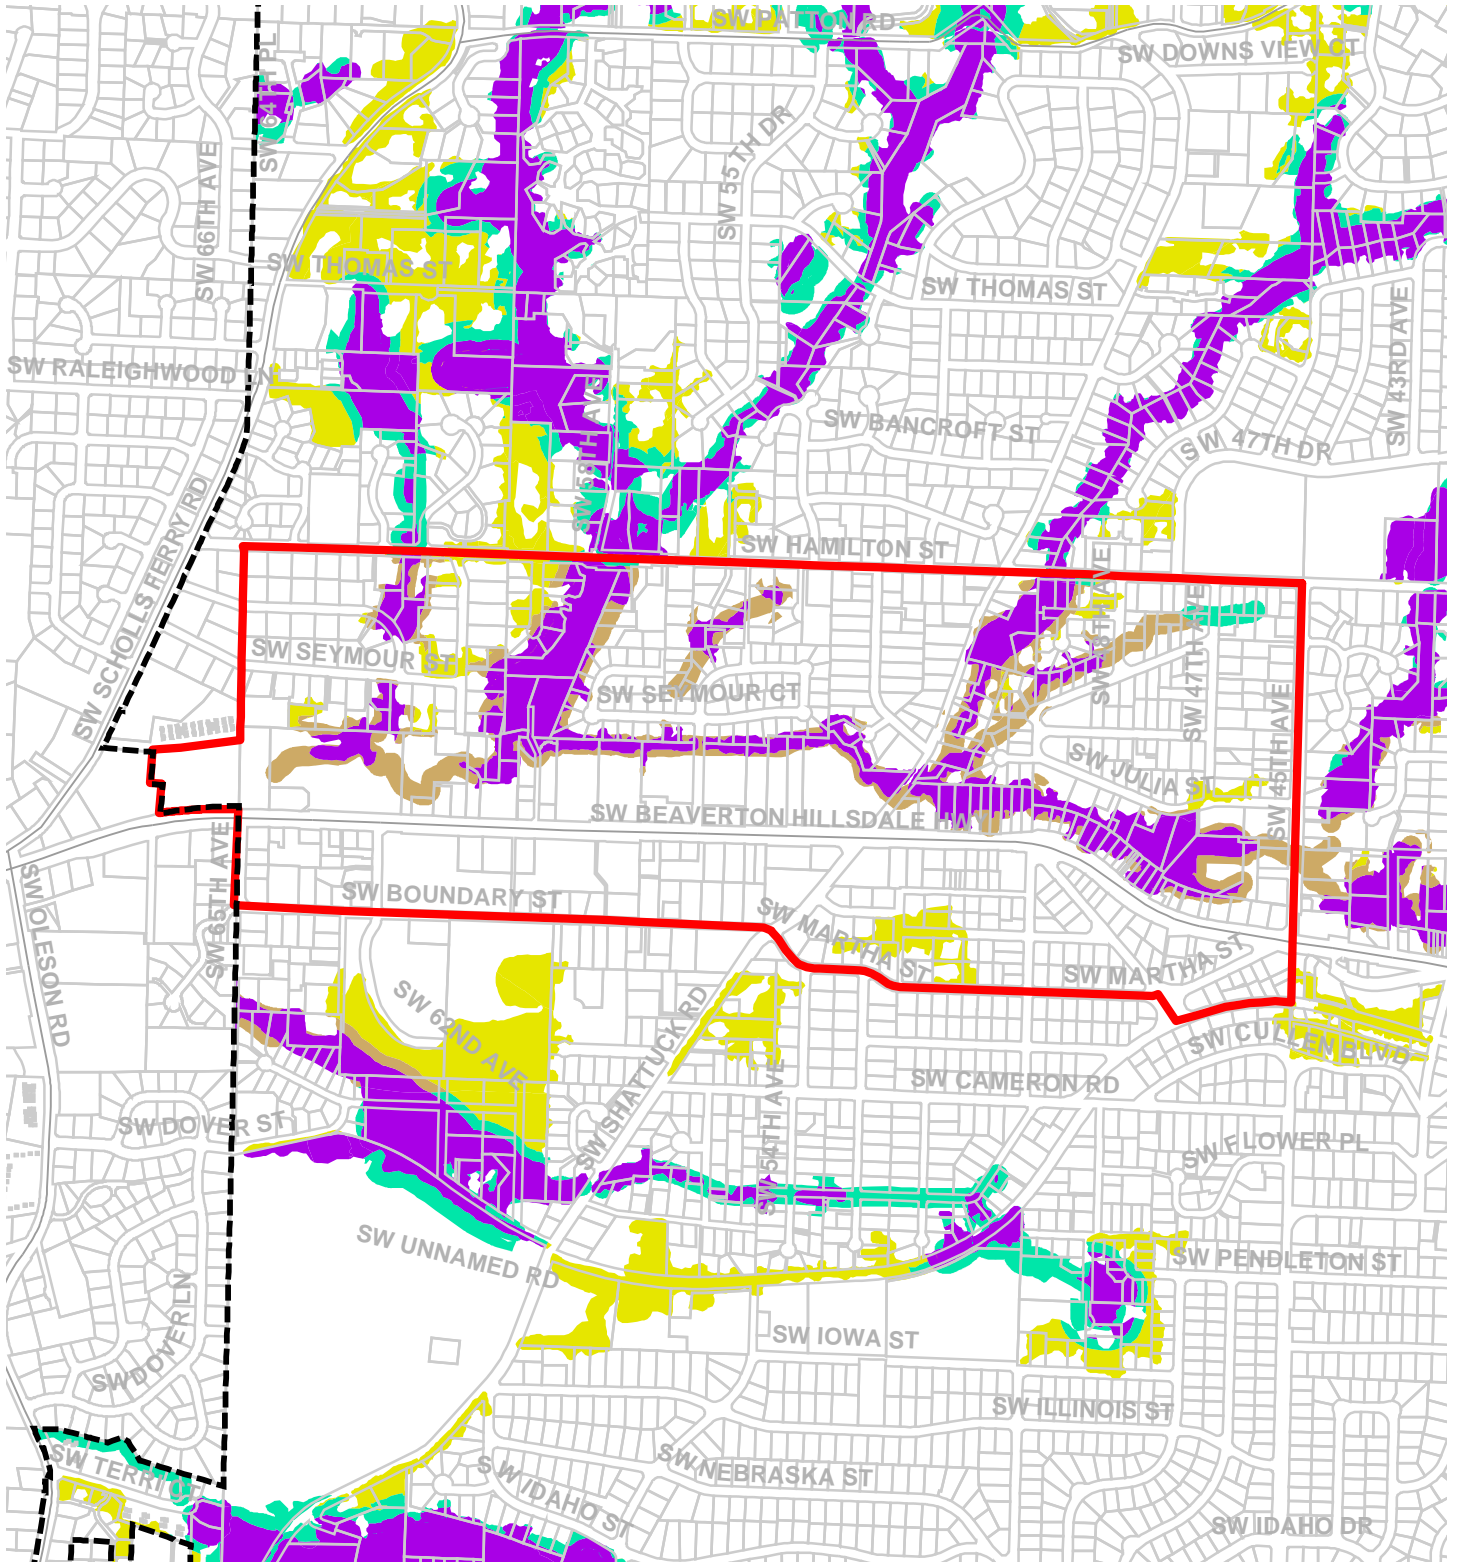 SW PATTON RD
SW DOWNS VIEW CT
SW 64TH PL
SW 55TH DR
SW 66TH AVE
SW THOMAS ST
SW THOMAS ST
SW RALEIGHWOOD LN
SW 43RD AVE
SW 58TH AVE
SW BANCROFT ST
SW 47TH DR
SW SCHOLLS FERRY RD
SW HAMILTON ST
SW 48TH AVE
SW 47TH AVE
SW SEYMOUR ST
SW SEYMOUR CT
SW 45TH AVE
SW JULIA ST
SW BEAVERTON HILLSDALE HWY
SW 65TH AVE
SW OLESON RD
SW BOUNDARY ST
SW MARTHA ST
SW MARTHA ST
SW 62ND AVE
SW SHATTUCK RD
SW CULLEN BLVD
SW CAMERON RD
SW 54TH AVE
SW DOVER ST
SW FLOWER PL
SW UNNAMED RD
SW PENDLETON ST
SW DOVER LN
SW IOWA ST
SW ILLINOIS ST
SW TERRI CT
SW NEBRASKA ST
SW IDAHO ST
SW IDAHO DR